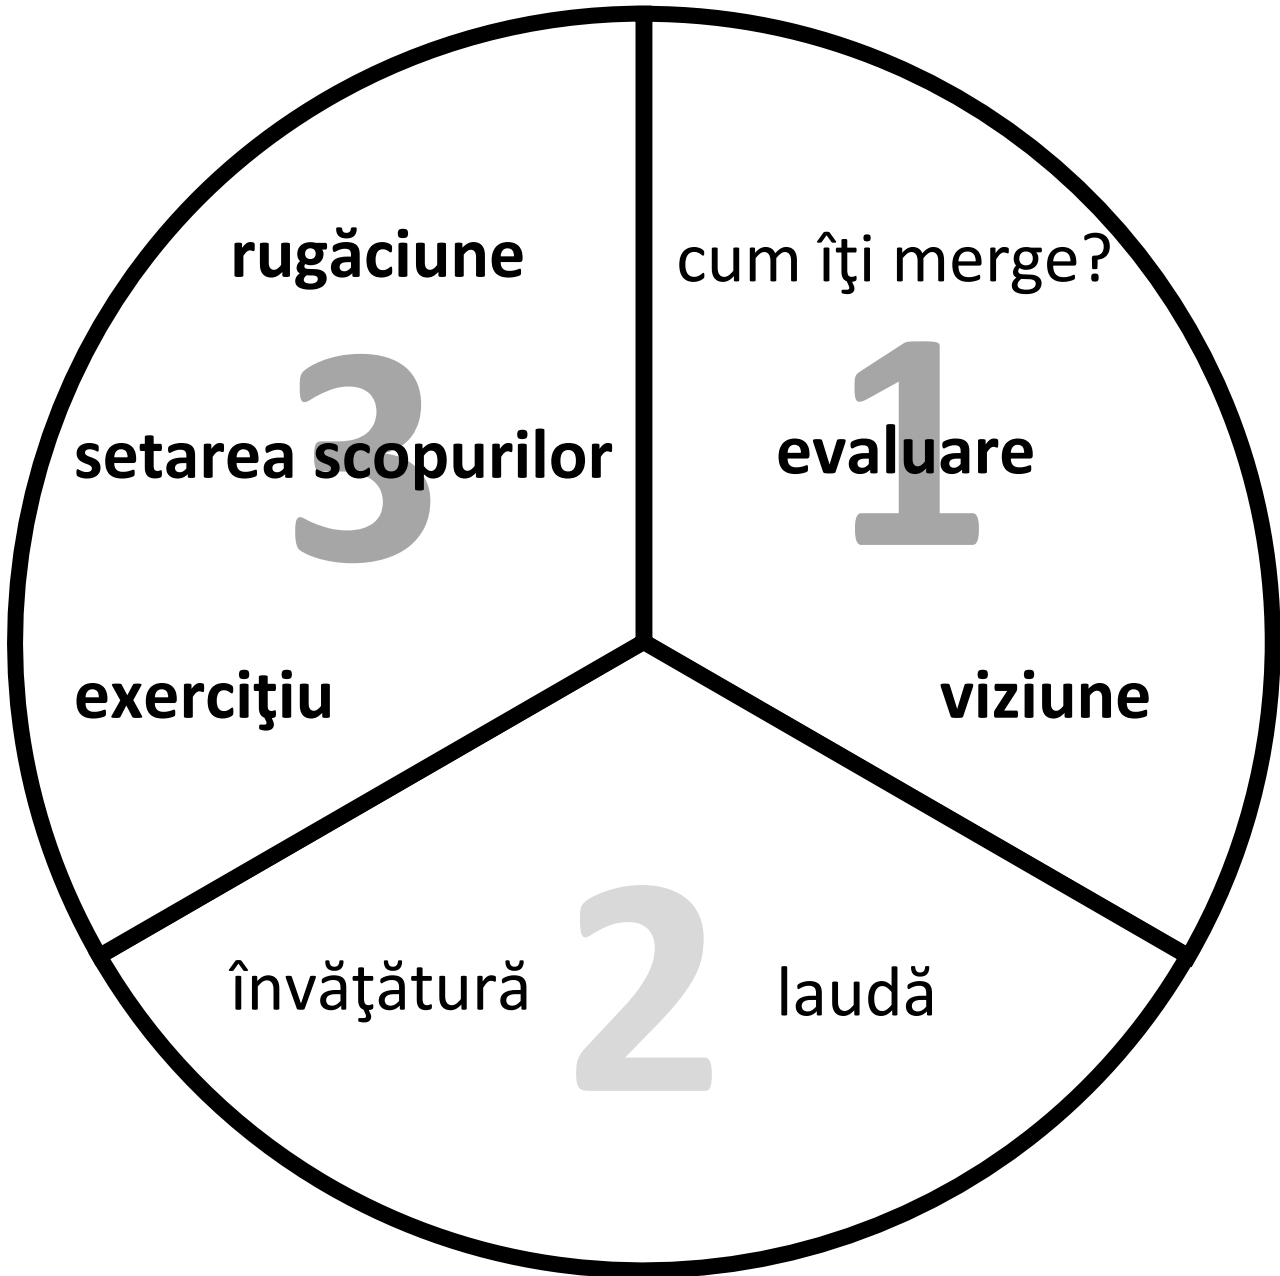 cum îţi merge?
1
evaluare
viziune
2
laudă
învăţătură
3
rugăciune
setarea scopurilor
exerciţiu